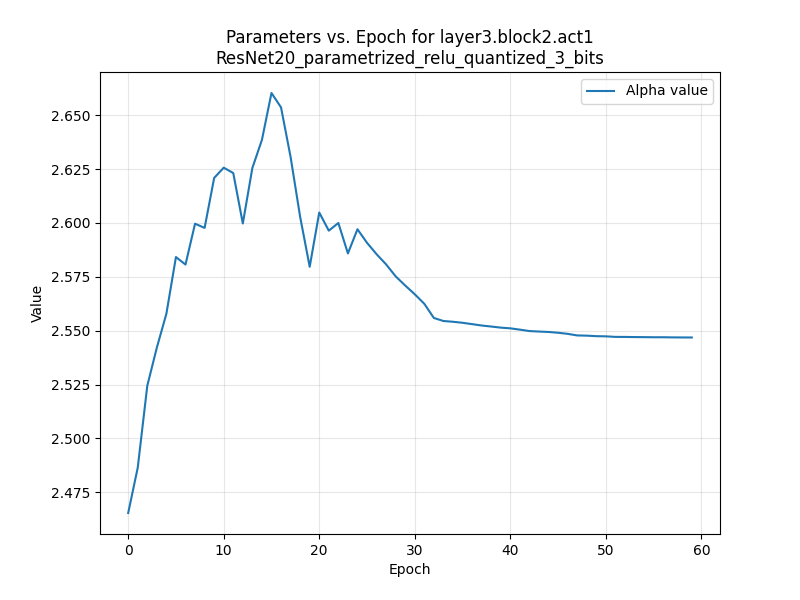 Parameters vs. Epoch for layer3.block2.act1
ResNet20_parametrized_relu_quantized_3_bits
Alpha value
2.650
2.625
2.600
2.575
2.550
2.525
2.500
2.475
Value
0 10 20 30 40 50 60
Epoch